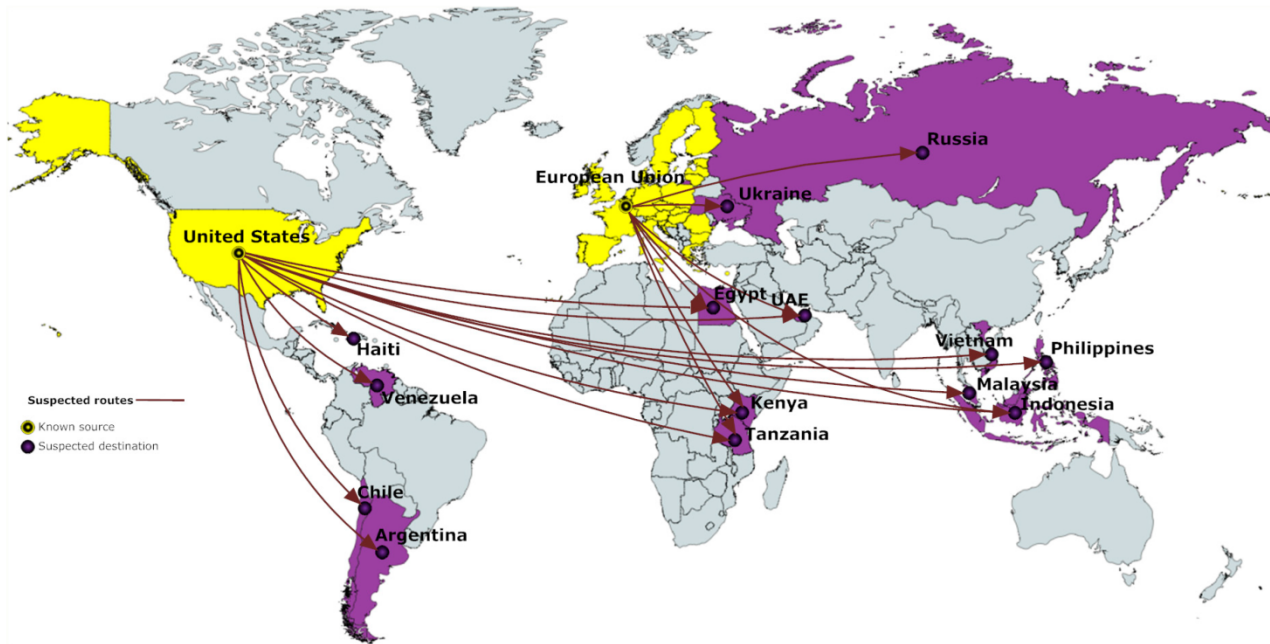 Russia
European Union
Ukraine
United States
Egypt
UAE
Haiti
Vietnam
Philippines
Venezuela
Malaysia
Indonesia
Suspected routes
Known source
Suspected destination
Kenya
Tanzania
Chile
Argentina